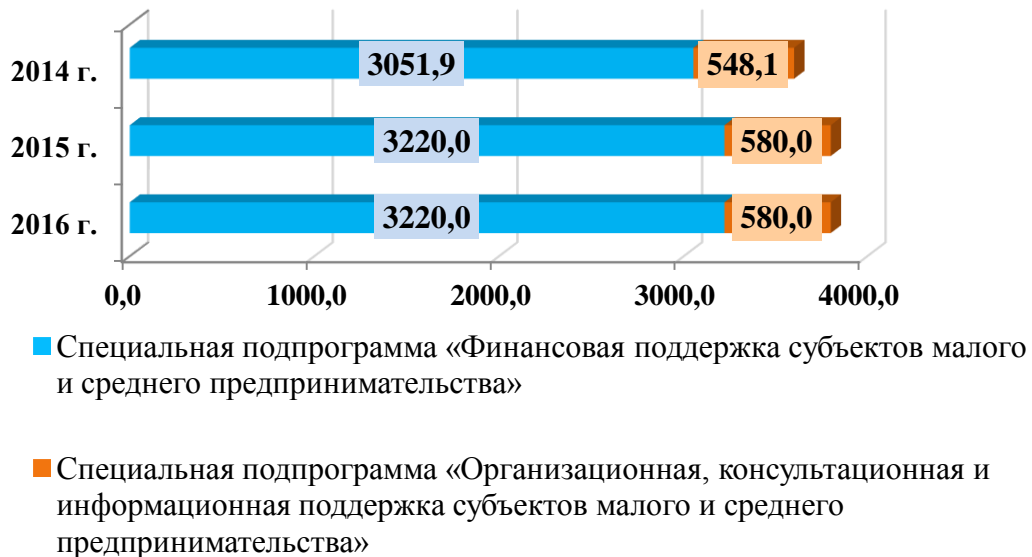 2014 г. 3051,9 548,1
2015 г. 3220,0 580,0
2016 г. 3220,0 580,0
0,0 1000,0 2000,0 3000,0 4000,0
Специальная подпрограмма «Финансовая поддержка субъектов малого
и среднего предпринимательства»
Специальная подпрограмма «Организационная, консультационная и
информационная поддержка субъектов малого и среднего
предпринимательства»